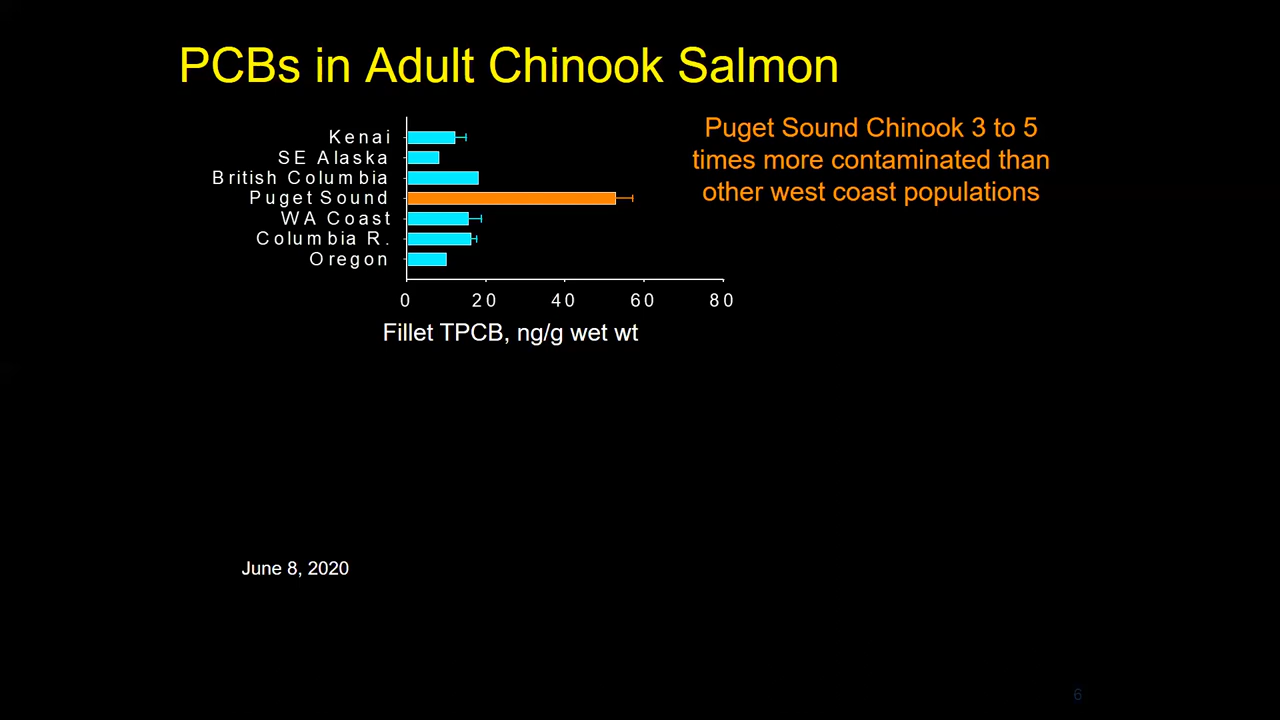 PCBs in Adult Chinook Salmon
Puget Sound Chinook 3 to 5
times more contaminated than
other west coast populations
Kenai
SE Alaska
British Columbia
Puget Sound
WA Coast
Columbia R.
Oregon
0 20 40 60 80
Fillet TPCB, ng/g wet wt
June 8, 2020
6